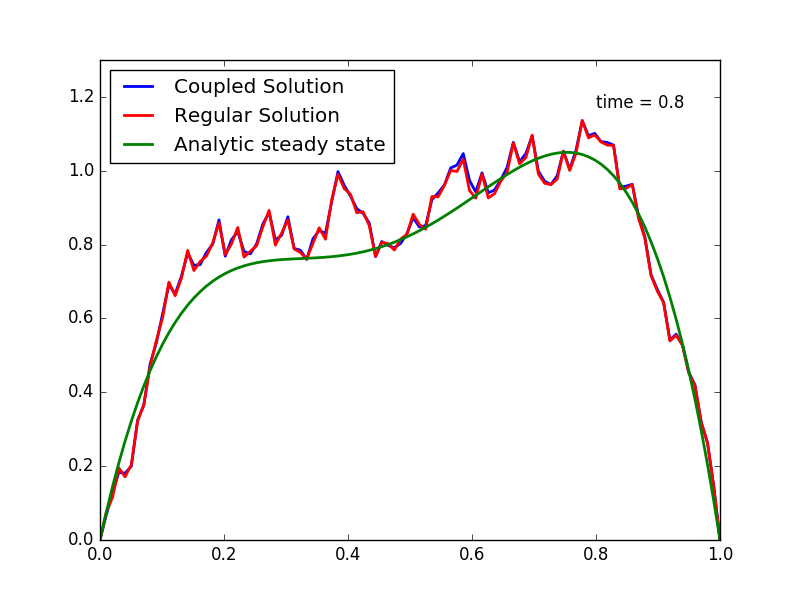 1.2
1.0
0.8
0.6
0.4
0.2
0.0
Coupled Solution
Regular Solution
Analytic steady state
time = 0.8
0.0 0.2 0.4 0.6 0.8 1.0